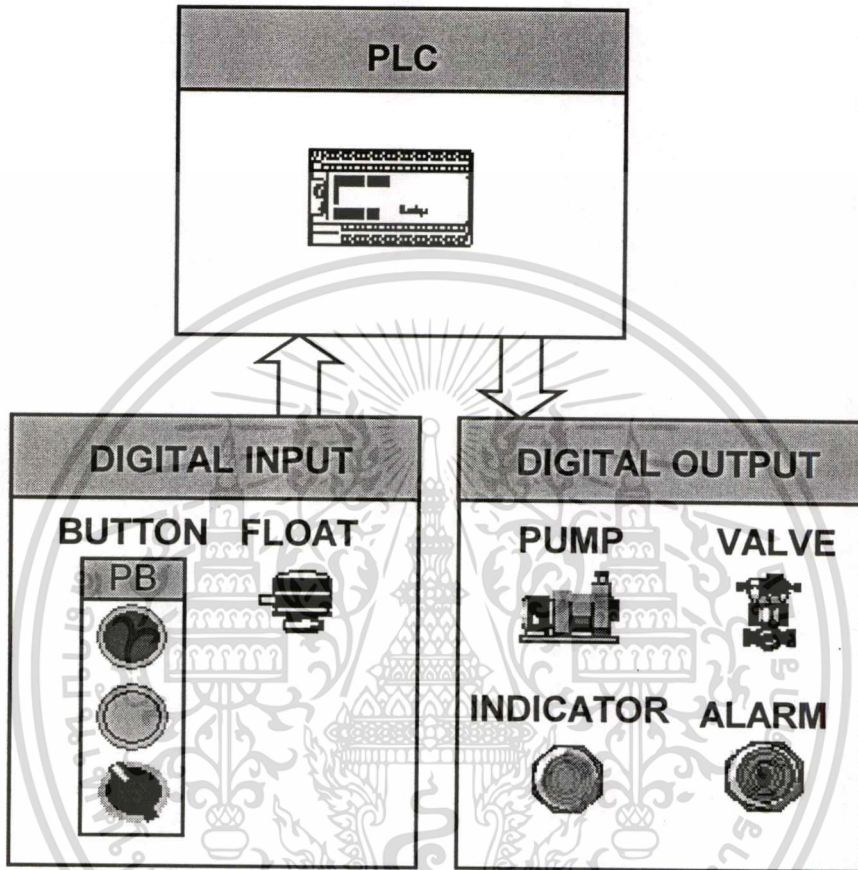 PLC
DIGITAL INPUT
BUTTON FLOAT
PB
DIGITAL OUTPUT
PUMP VALVE
INDICATOR ALARM